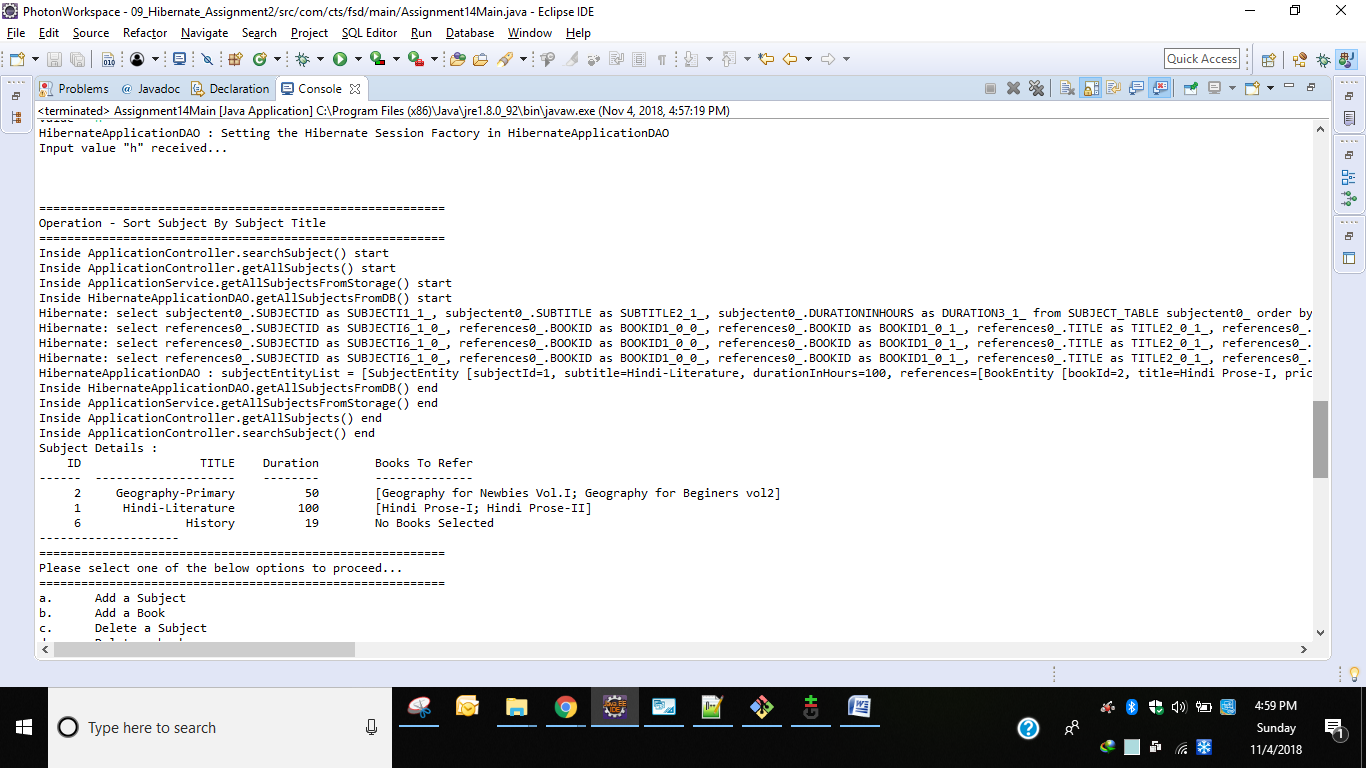 PhotonWorkspace - 09_Hibernate_Assignment2/src/com/cts/fsd/main/Assignment14Main.java - Eclipse IDE
File Edit Source Refactor Navigate Search Project SQL Editor Run Database Window Help
Quick Access
Problems @ Javadoc Declaration Console
<terminated> Assignment14Main [Java Application] C:\Program Files (x86)\Java\jre1.8.0_92\bin\javaw.exe (Nov 4, 2018, 4:57:19 PM)
HibernateApplicationDAO : Setting the Hibernate Session Factory in HibernateApplicationDAO
Input value "h" received...
==========================================================
Operation - Sort Subject By Subject Title
==========================================================
Inside ApplicationController.searchSubject() start
Inside ApplicationController.getAllSubjects() start
Inside ApplicationService.getAllSubjectsFromStorage() start
Inside HibernateApplicationDAO.getAllSubjectsFromDB() start
Hibernate: select subjectent0_.SUBJECTID as SUBJECTI1_1_, subjectent0_.SUBTITLE as SUBTITLE2_1_, subjectent0_.DURATIONINHOURS as DURATION3_1_ from SUBJECT_TABLE subjectent0_ order by
Hibernate: select references0_.SUBJECTID as SUBJECTI6_1_0_, references0_.BOOKID as BOOKID1_0_0_, references0_.BOOKID as BOOKID1_0_1_, references0_.TITLE as TITLE2_0_1_, references0_.
Hibernate: select references0_.SUBJECTID as SUBJECTI6_1_0_, references0_.BOOKID as BOOKID1_0_0_, references0_.BOOKID as BOOKID1_0_1_, references0_.TITLE as TITLE2_0_1_, references0_.
Hibernate: select references0_.SUBJECTID as SUBJECTI6_1_0_, references0_.BOOKID as BOOKID1_0_0_, references0_.BOOKID as BOOKID1_0_1_, references0_.TITLE as TITLE2_0_1_, references0_.
HibernateApplicationDAO : subjectEntityList = [SubjectEntity [subjectId=1, subtitle=Hindi-Literature, durationInHours=100, references=[BookEntity [bookId=2, title=Hindi Prose-I, pric
Inside HibernateApplicationDAO.getAllSubjectsFromDB() end
Inside ApplicationService.getAllSubjectsFromStorage() end
Inside ApplicationController.getAllSubjects() end
Inside ApplicationController.searchSubject() end
Subject Details :
ID TITLE Duration Books To Refer
------ -------------------- -------- --------------
2 Geography-Primary 50 [Geography for Newbies Vol.I; Geography for Beginers vol2]
1 Hindi-Literature 100 [Hindi Prose-I; Hindi Prose-II]
6 History 19 No Books Selected
--------------------
==========================================================
Please select one of the below options to proceed...
==========================================================
a. Add a Subject
b. Add a Book
c. Delete a Subject
Type here to search
4:59 PM
Sunday
11/4/2018
1